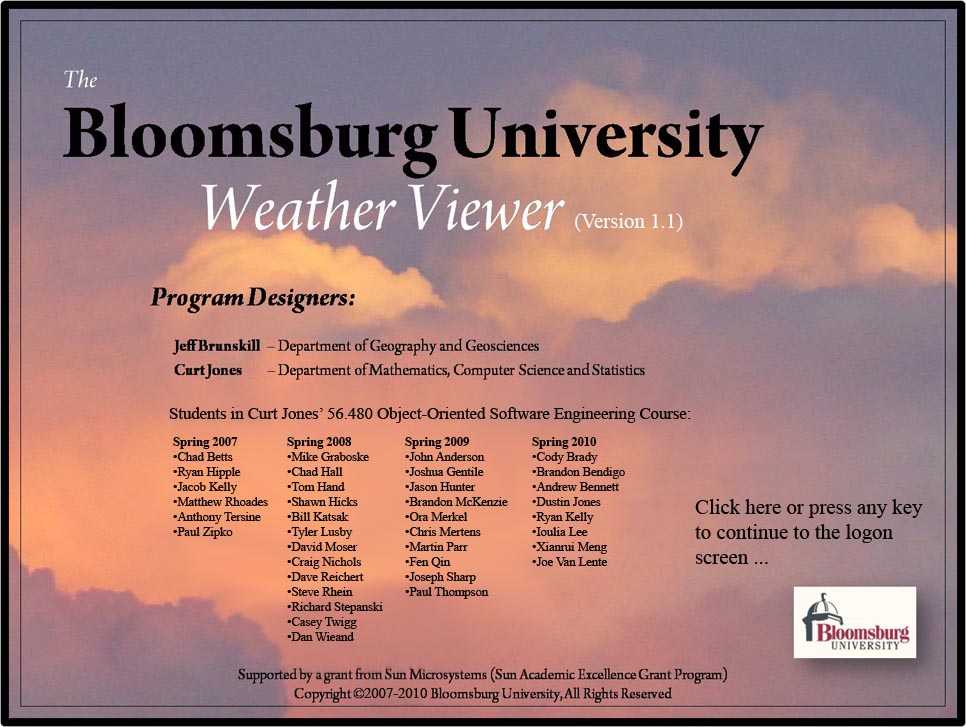 The
Bloomsburg University
Weather Viewer (Version 1.1)
Program Designers:
Jeff Brunskill – Department of Geography and Geosciences
Curt Jones – Department of Mathematics, Computer Science and Statistics
Students in Curt Jones’ 56.480 Object-Oriented Software Engineering Course:
Spring 2007
•Chad Betts
•Ryan Hipple
•Jacob Kelly
•Matthew Rhoades
•Anthony Tersine
•Paul Zipko
Spring 2008
•Mike Graboske
•Chad Hall
•Tom Hand
•Shawn Hicks
•Bill Katsak
•Tyler Lusby
•David Moser
•Craig Nichols
•Dave Reichert
•Steve Rhein
•Richard Stepanski
•Casey Twigg
•Dan Wieand
Spring 2009
•John Anderson
•Joshua Gentile
•Jason Hunter
•Brandon McKenzie
•Ora Merkel
•Chris Mertens
•Martin Parr
•Fen Qin
•Joseph Sharp
•Paul Thompson
Spring 2010
•Cody Brady
•Brandon Bendigo
•Andrew Bennett
•Dustin Jones
•Ryan Kelly
•Ioulia Lee
•Xianrui Meng
•Joe Van Lente
Click here or press any key
to continue to the logon
screen ...
Bloomsburg
UNIVERSITY
Supported by a grant from Sun Microsystems (Sun Academic Excellence Grant Program)
Copyright ©2007-2010 Bloomsburg University, All Rights Reserved